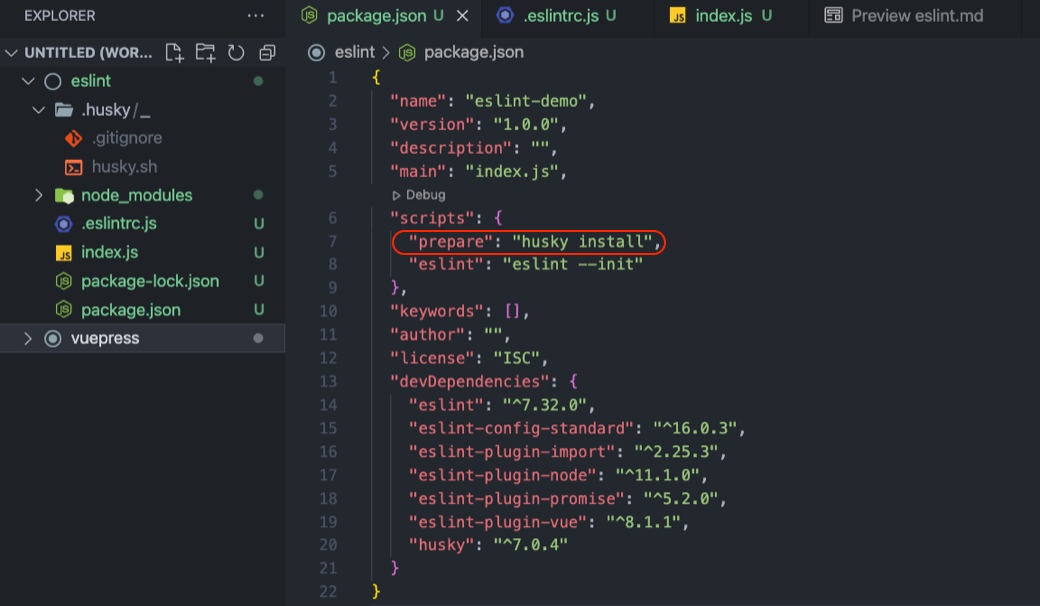 EXPLORER ···
package.json U
.eslintrc.js U
JS index.js U
Preview eslint.md
UNTITLED (WOR...
eslint > package.json
eslint
.husky/_
.gitignore
husky.sh
node_modules
.eslintrc.js U
JS index.js U
package-lock.json U
package.json U
vuepress
1 {
2 "name": "eslint-demo",
3 "version": "1.0.0",
4 "description": "",
5 "main": "index.js",
Debug
6 "scripts": {
7 "prepare": "husky install",
8 "eslint": "eslint --init"
9 },
10 "keywords": [],
11 "author": "",
12 "license": "ISC",
13 "devDependencies": {
14 "eslint": "^7.32.0",
15 "eslint-config-standard": "^16.0.3",
16 "eslint-plugin-import": "^2.25.3",
17 "eslint-plugin-node": "^11.1.0",
18 "eslint-plugin-promise": "^5.2.0",
19 "eslint-plugin-vue": "^8.1.1",
20 "husky": "^7.0.4"
21 }
22 }